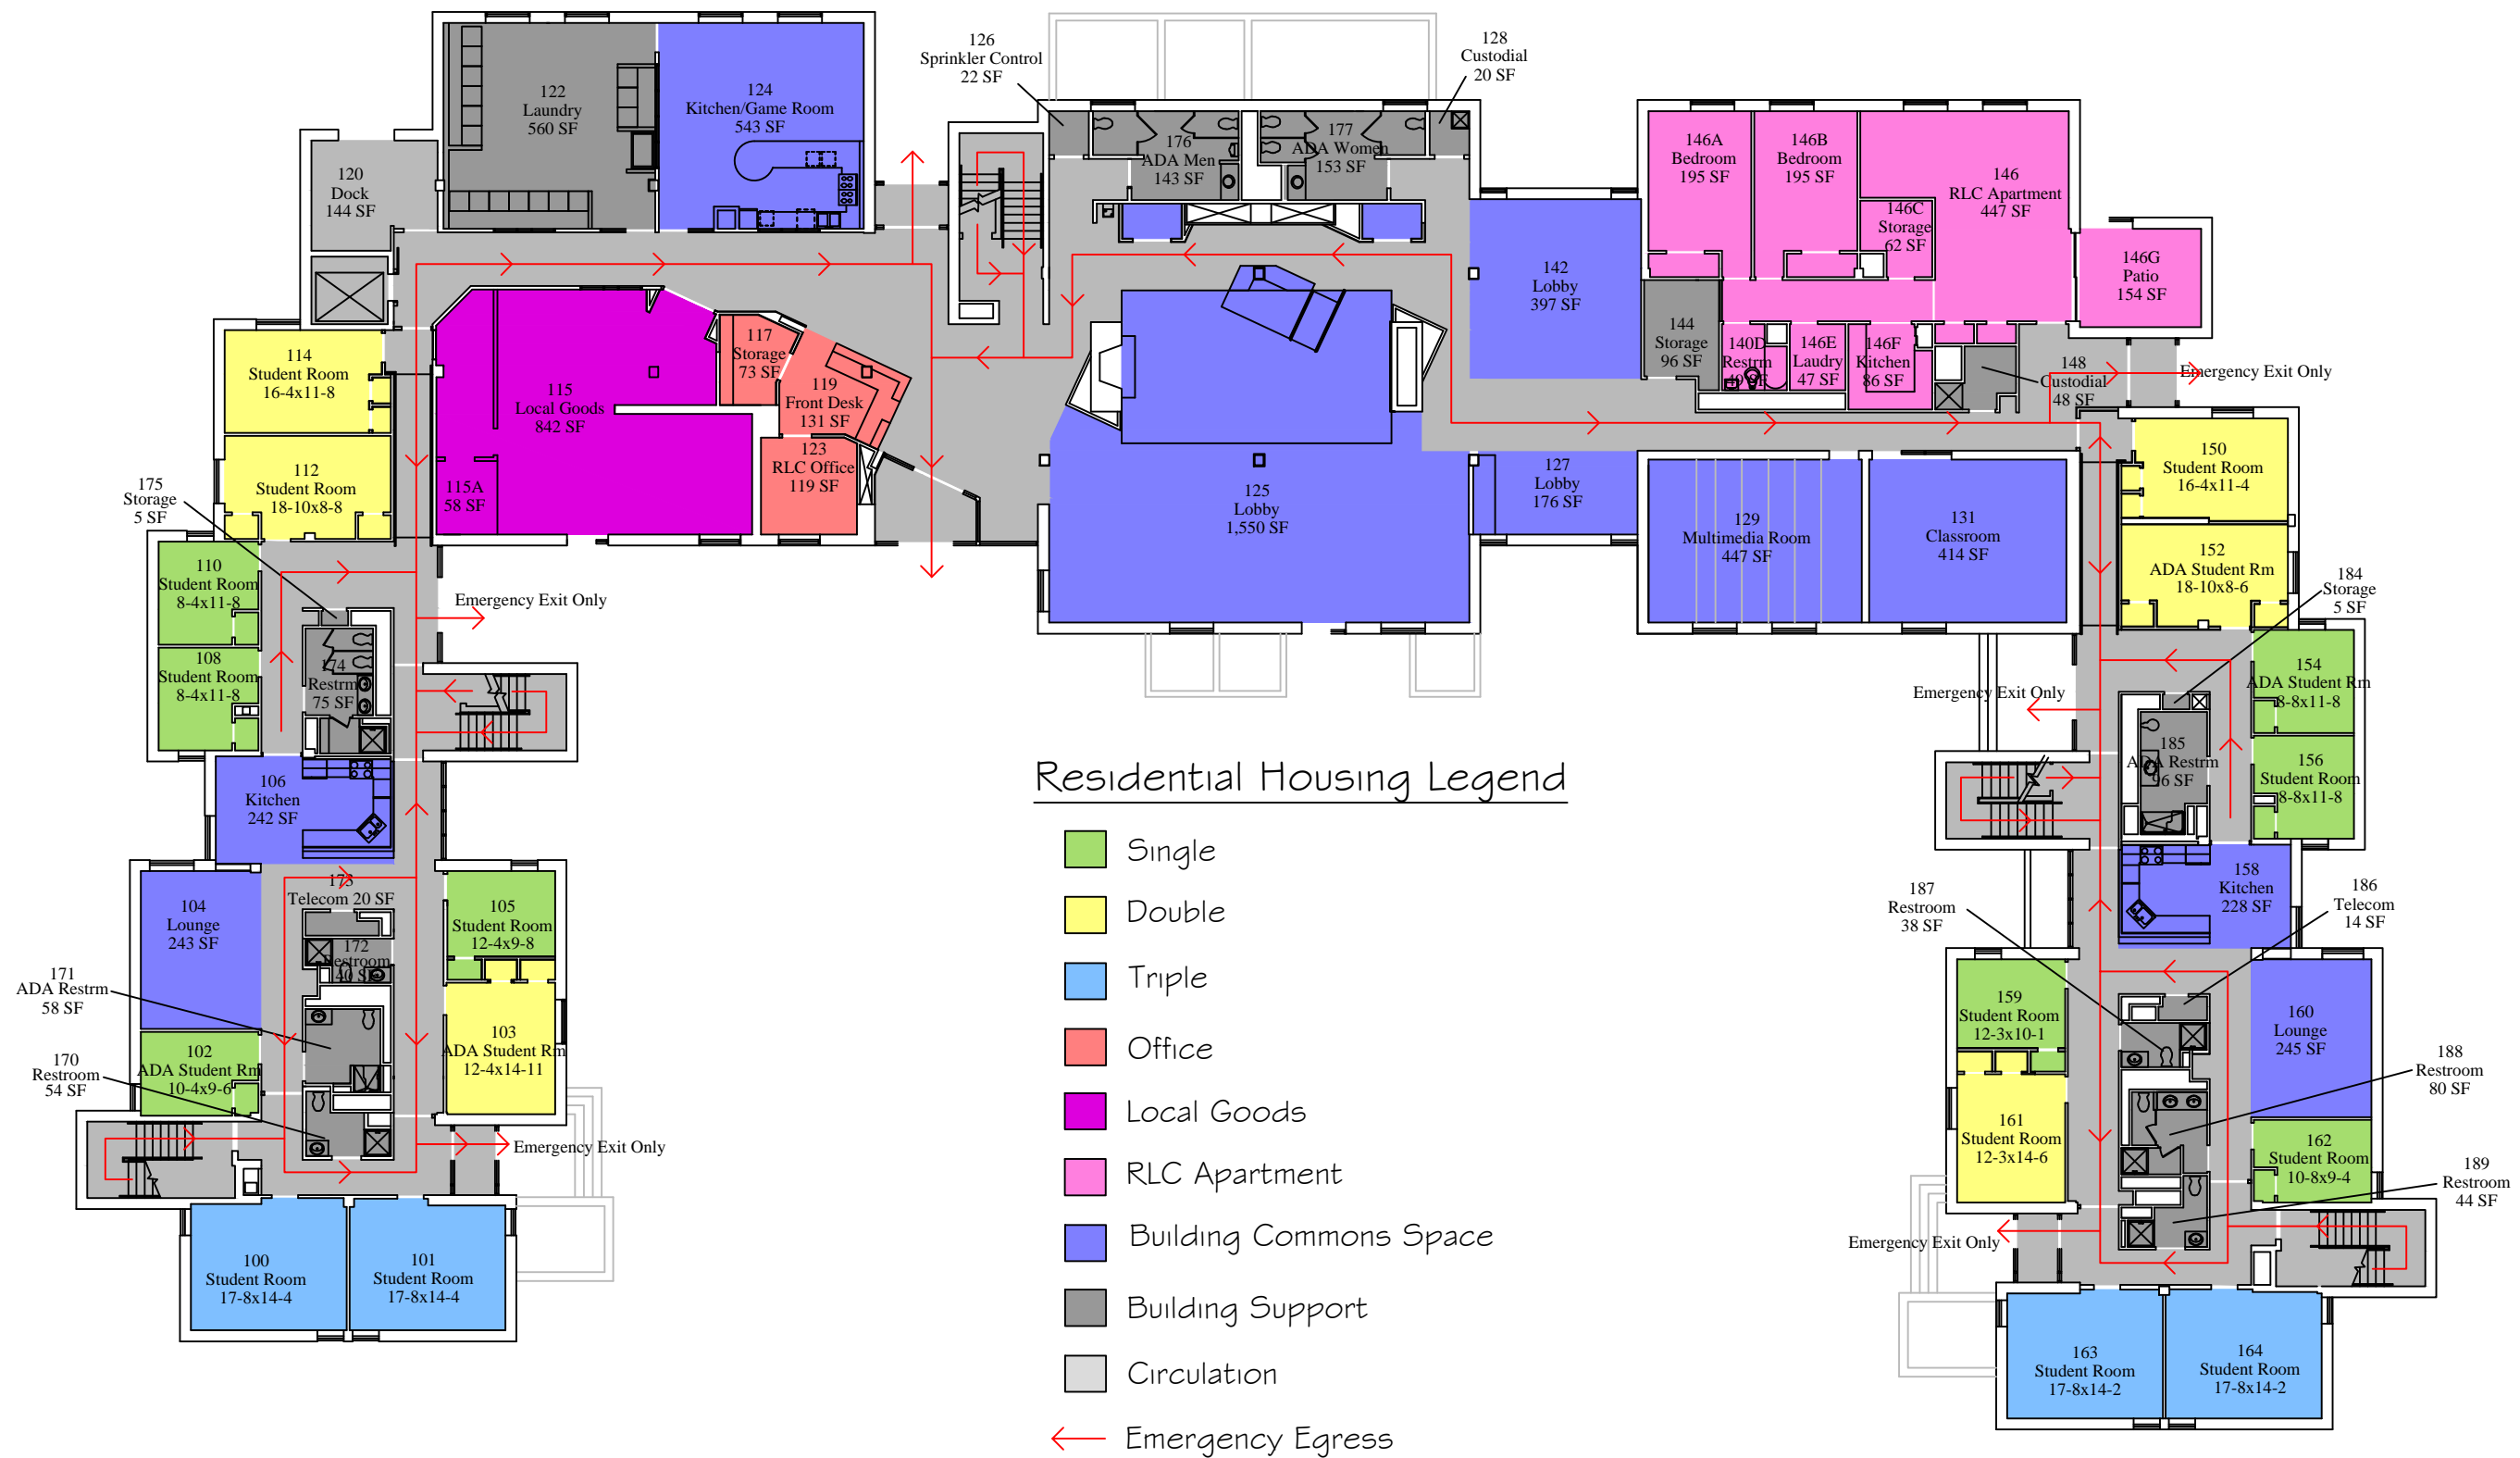 122
Laundry
560 SF
124
Kitchen/Game Room
543 SF
126
Sprinkler Control
22 SF
128
Custodial
20 SF
120
Dock
144 SF
176
ADA Men
143 SF
177
ADA Women
153 SF
146A
Bedroom
195 SF
146B
Bedroom
195 SF
146
RLC Apartment
447 SF
146C
Storage
62 SF
146G
Patio
154 SF
142
Lobby
397 SF
144
Storage
96 SF
140D
Restrm
49 SF
146E
Laudry
47 SF
146F
Kitchen
86 SF
148
Custodial
48 SF
Emergency Exit Only
114
Student Room
16-4x11-8
115
Local Goods
842 SF
117
Storage
73 SF
119
Front Desk
131 SF
123
RLC Office
119 SF
115A
58 SF
112
Student Room
18-10x8-8
175
Storage
5 SF
125
Lobby
1,550 SF
127
Lobby
176 SF
129
Multimedia Room
447 SF
131
Classroom
414 SF
150
Student Room
16-4x11-4
152
ADA Student Rm
18-10x8-6
184
Storage
5 SF
110
Student Room
8-4x11-8
Emergency Exit Only
108
Student Room
8-4x11-8
174
Restrm
75 SF
154
ADA Student Rm
8-8x11-8
Emergency Exit Only
185
ADA Restrm
96 SF
156
Student Room
8-8x11-8
106
Kitchen
242 SF
173
Telecom 20 SF
104
Lounge
243 SF
105
Student Room
12-4x9-8
172
Restroom
40 SF
171
ADA Restrm
58 SF
103
ADA Student Rm
12-4x14-11
102
ADA Student Rm
10-4x9-6
170
Restroom
54 SF
Emergency Exit Only
100
Student Room
17-8x14-4
101
Student Room
17-8x14-4
158
Kitchen
228 SF
187
Restroom
38 SF
186
Telecom
14 SF
159
Student Room
12-3x10-1
160
Lounge
245 SF
188
Restroom
80 SF
161
Student Room
12-3x14-6
162
Student Room
10-8x9-4
189
Restroom
44 SF
Emergency Exit Only
163
Student Room
17-8x14-2
164
Student Room
17-8x14-2
Residential Housing Legend
Single
Double
Triple
Office
Local Goods
RLC Apartment
Building Commons Space
Building Support
Circulation
Emergency Egress